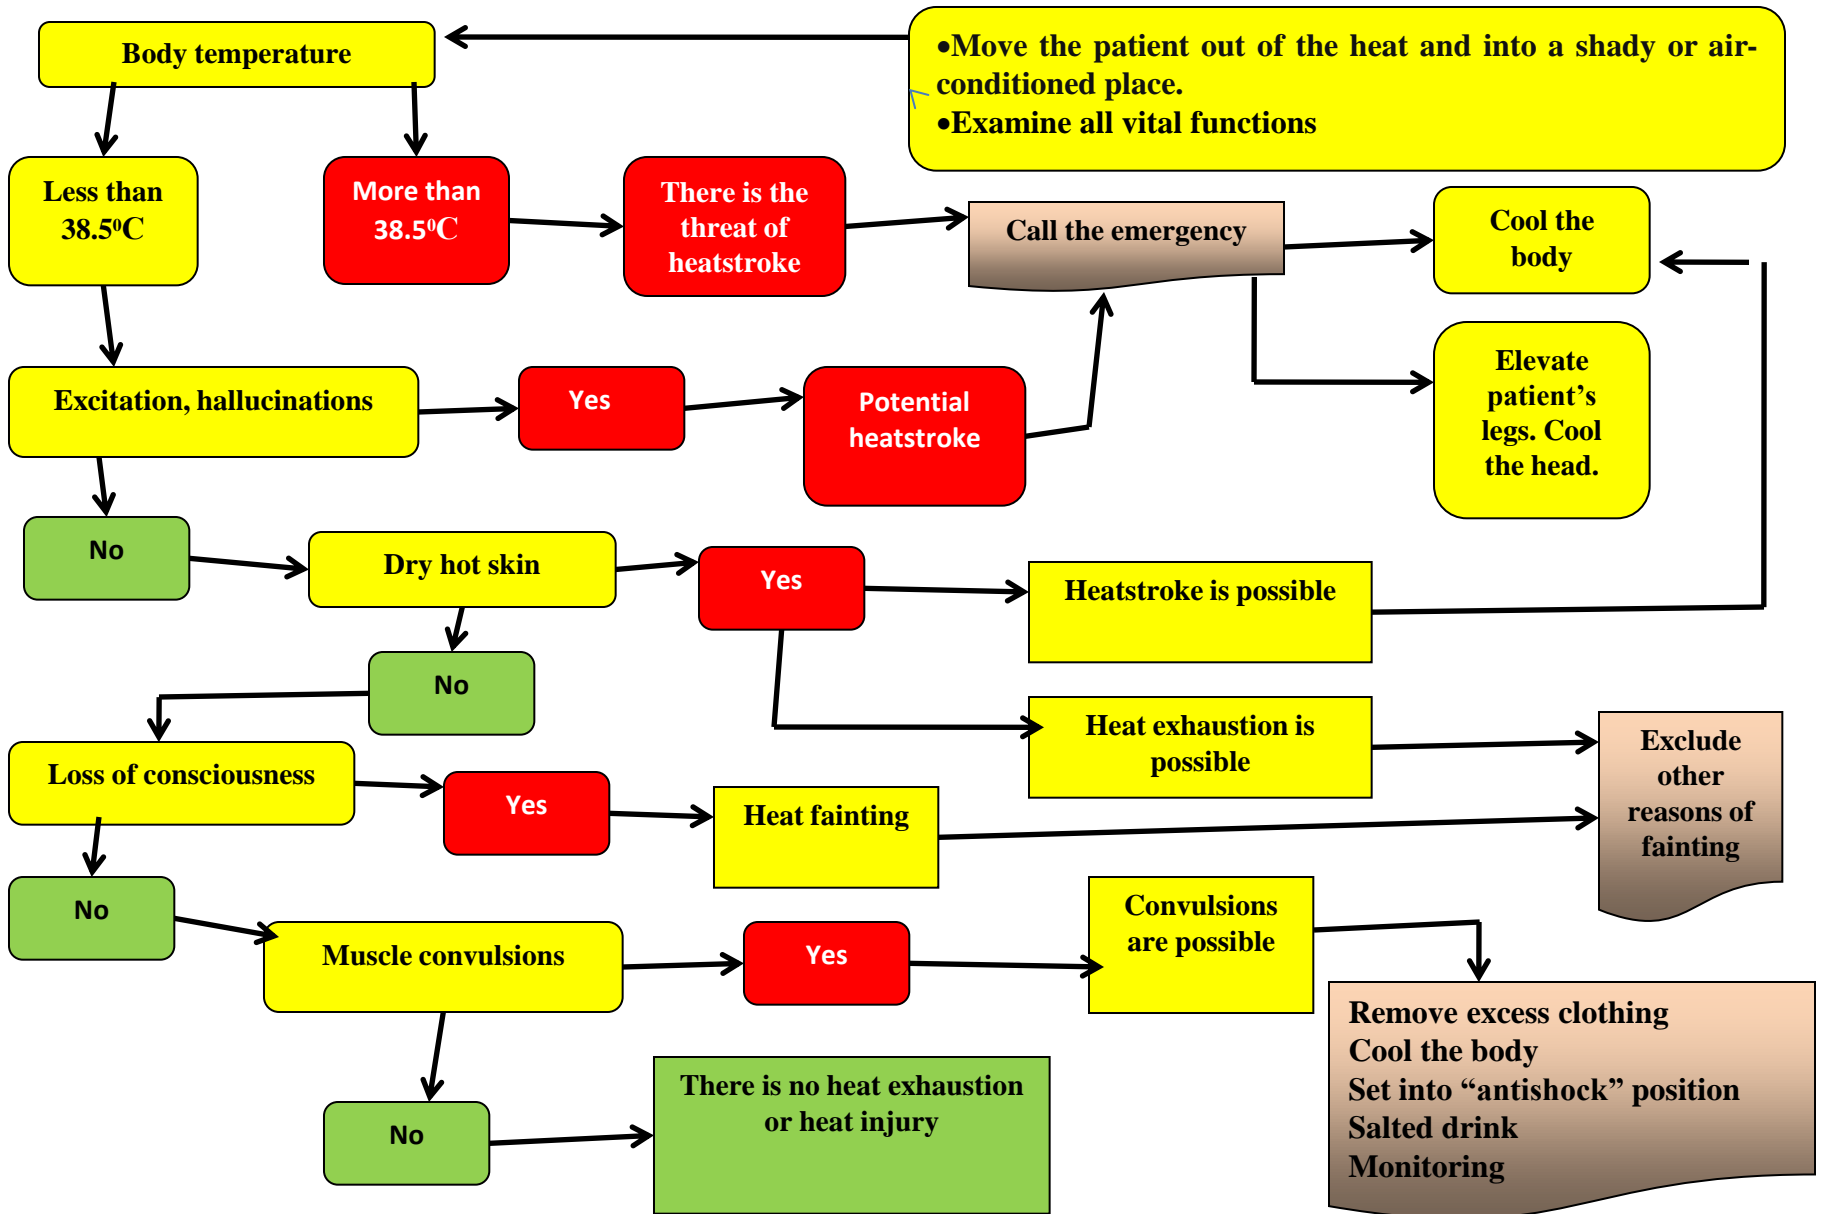 Body temperature
•Move the patient out of the heat and into a shady or air-
conditioned place.
•Examine all vital functions
Less than
38.5⁰C
More than
38.5⁰C
There is the
threat of
heatstroke
Call the emergency
Cool the
body
Elevate
patient’s
legs. Cool
the head.
Excitation, hallucinations
Yes
Potential
heatstroke
No
Dry hot skin
Yes
Heatstroke is possible
No
Heat exhaustion is
possible
Exclude
other
reasons of
fainting
Loss of consciousness
Yes
Heat fainting
No
Muscle convulsions
Yes
Convulsions
are possible
Remove excess clothing
Cool the body
Set into “antishock” position
Salted drink
Monitoring
No
There is no heat exhaustion
or heat injury